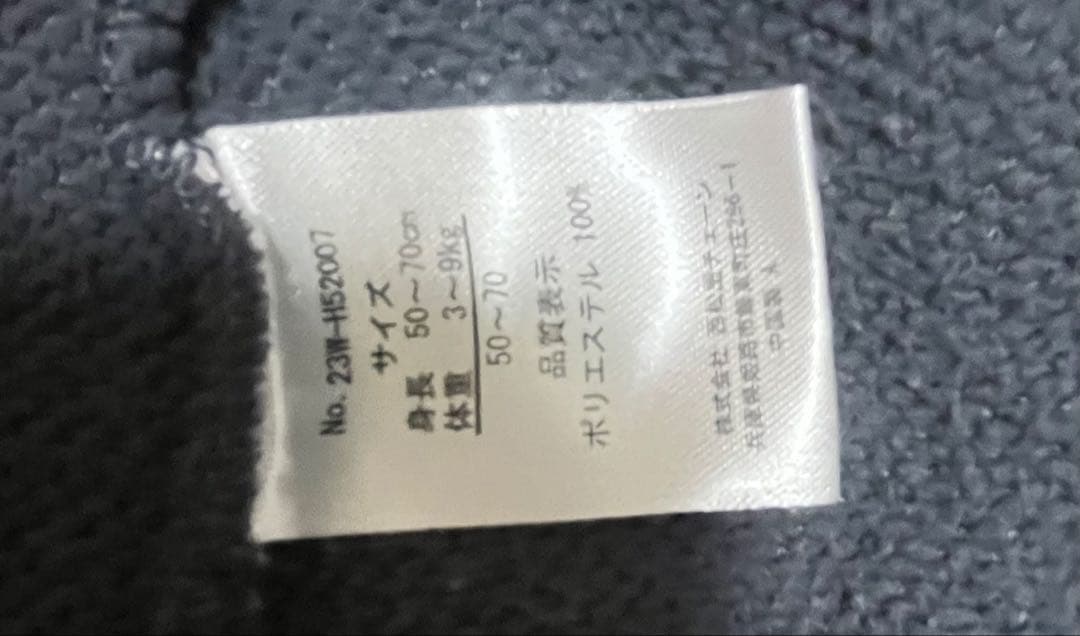 No. 23W-H52007
サイズ
身長 50～70cm
体重 3～9Kg
50～70
品質表示
ポリエステル 100%
株式会社 西松屋チェーン
兵庫県姫路市飾東町庄266-1
中国製 A